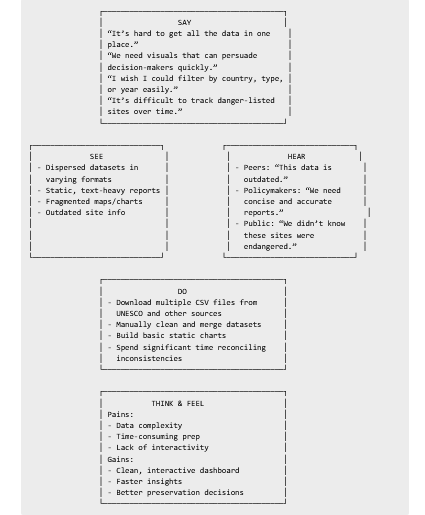 SAY
“It’s hard to get all the data in one
place.”
“We need visuals that can persuade
decision-makers quickly.”
“I wish I could filter by country, type,
or year easily.”
“It’s difficult to track danger-listed
sites over time.”
SEE
- Dispersed datasets in
varying formats
- Static, text-heavy reports
- Fragmented maps/charts
- Outdated site info
HEAR
- Peers: “This data is
outdated.”
- Policymakers: “We need
concise and accurate
reports.”
- Public: “We didn’t know
these sites were
endangered.”
DO
- Download multiple CSV files from
UNESCO and other sources
- Manually clean and merge datasets
- Build basic static charts
- Spend significant time reconciling
inconsistencies
THINK & FEEL
Pains:
- Data complexity
- Time-consuming prep
- Lack of interactivity
Gains:
- Clean, interactive dashboard
- Faster insights
- Better preservation decisions